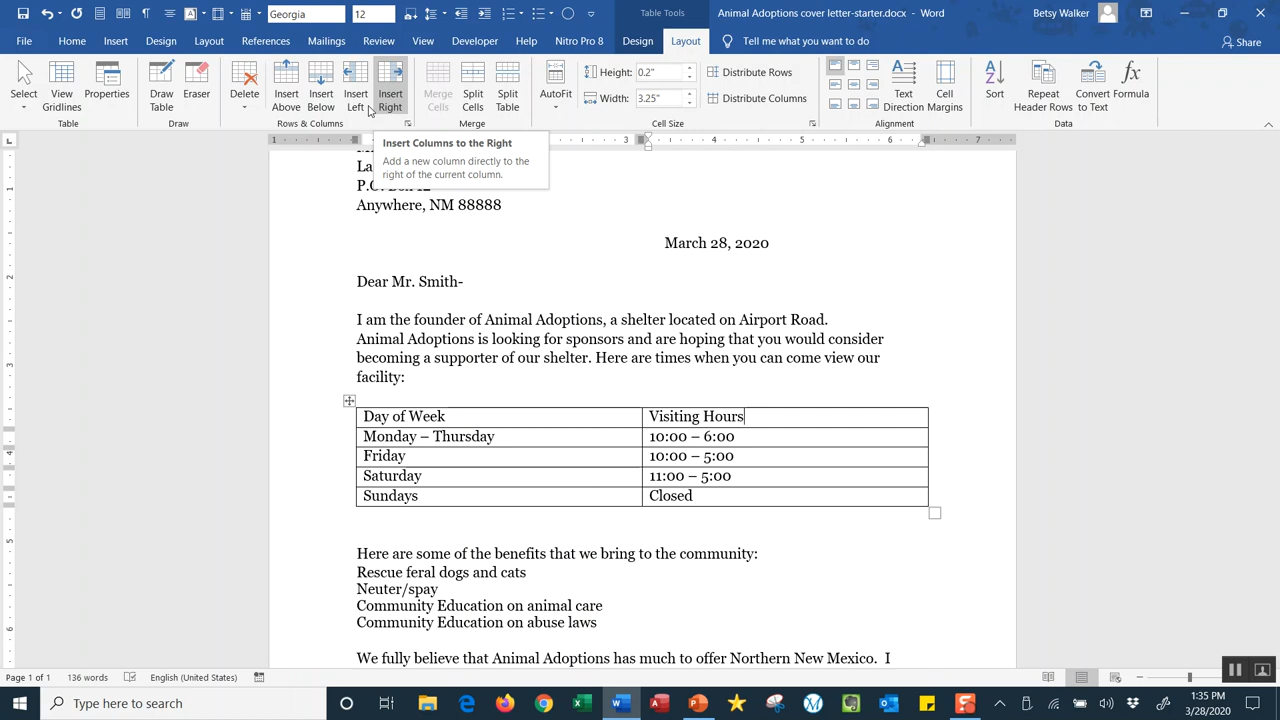 Georgia
12
Table Tools
Animal Adoptions cover letter-starter.docx - Word
Betsy Walker
File
Home
Insert
Design
Layout
References
Mailings
Review
View
Developer
Help
Nitro Pro 8
Design
Layout
Tell me what you want to do
Share
Select
View Gridlines
Properties
Draw Table
Eraser
Delete
Insert Above
Insert Below
Insert Left
Insert Right
Merge Cells
Split Cells
Split Table
AutoFit
Height: 0.2"
Width: 3.25"
Distribute Rows
Distribute Columns
Text Direction
Cell Margins
Sort
Repeat Header Rows
Convert to Text
Formula
Table
Draw
Rows & Columns
Merge
Cell Size
Alignment
Data
Insert Columns to the Right
Add a new column directly to the
right of the current column.
La
Anywhere, NM 88888
March 28, 2020
Dear Mr. Smith-
I am the founder of Animal Adoptions, a shelter located on Airport Road.
Animal Adoptions is looking for sponsors and are hoping that you would consider
becoming a supporter of our shelter. Here are times when you can come view our
facility:
Day of Week Visiting Hours
Monday – Thursday 10:00 – 6:00
Friday 10:00 – 5:00
Saturday 11:00 – 5:00
Sundays Closed
Here are some of the benefits that we bring to the community:
Rescue feral dogs and cats
Neuter/spay
Community Education on animal care
Community Education on abuse laws
We fully believe that Animal Adoptions has much to offer Northern New Mexico. I
Page 1 of 1
136 words
English (United States)
Type here to search
1:35 PM
3/28/2020